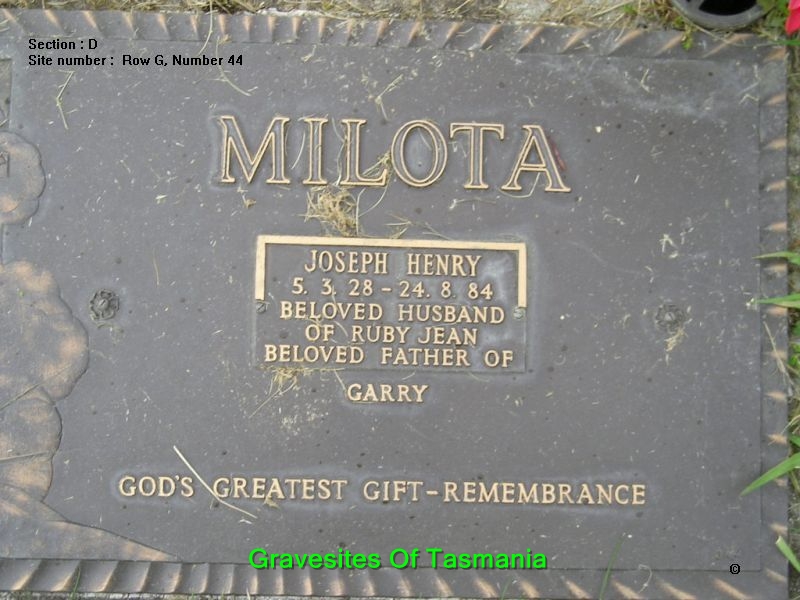 Section : D
Site number :  Row G, Number 44
MILOTA
JOSEPH HENRY
5. 3. 28 - 24. 8. 84
BELOVED HUSBAND
OF RUBY JEAN
BELOVED FATHER OF
GARRY
GOD'S GREATEST GIFT - REMEMBRANCE
Gravesites Of Tasmania
©